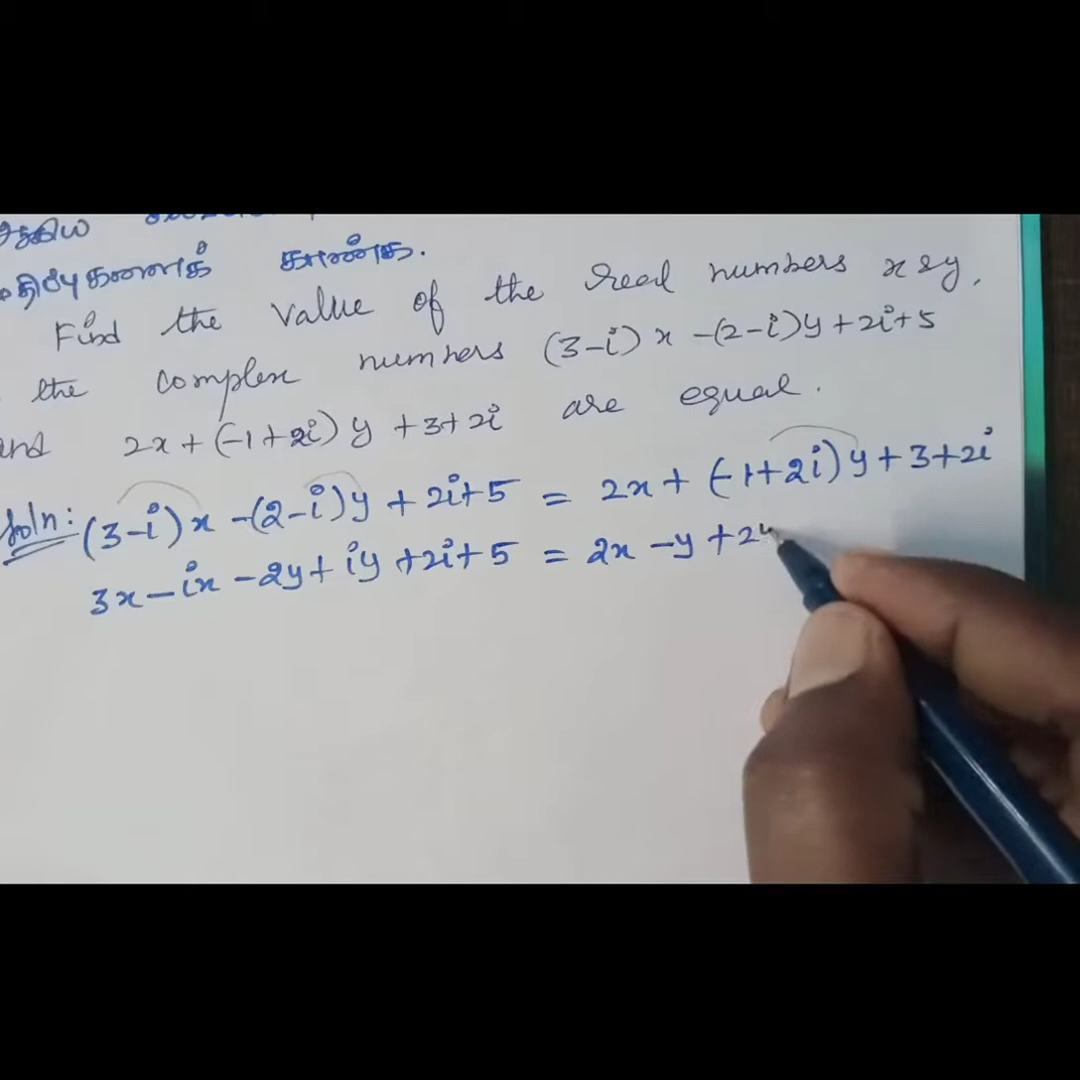 காண்க.
Find the value of the real numbers x & y,
the complex numbers (3-i)x -(2-i)y +2i+5
and 2x+(-1+2i)y +3+2i are equal.
Soln: (3-i)x -(2-i)y +2i+5 = 2x+(-1+2i)y+3+2i
3x-ix-2y+iy+2i+5 = 2x-y+2